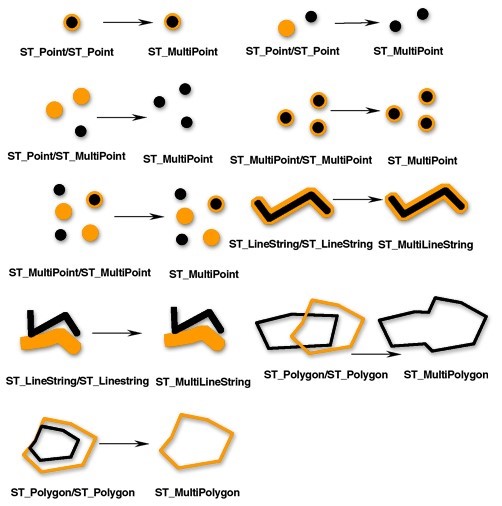 ST_Point/ST_Point
ST_MultiPoint
ST_Point/ST_Point
ST_MultiPoint
ST_Point/ST_MultiPoint
ST_MultiPoint
ST_MultiPoint/ST_MultiPoint
ST_MultiPoint
ST_MultiPoint/ST_MultiPoint
ST_MultiPoint
ST_LineString/ST_LineString
ST_MultiLineString
ST_LineString/ST_Linestring
ST_MultiLineString
ST_Polygon/ST_Polygon
ST_MultiPolygon
ST_Polygon/ST_Polygon
ST_MultiPolygon